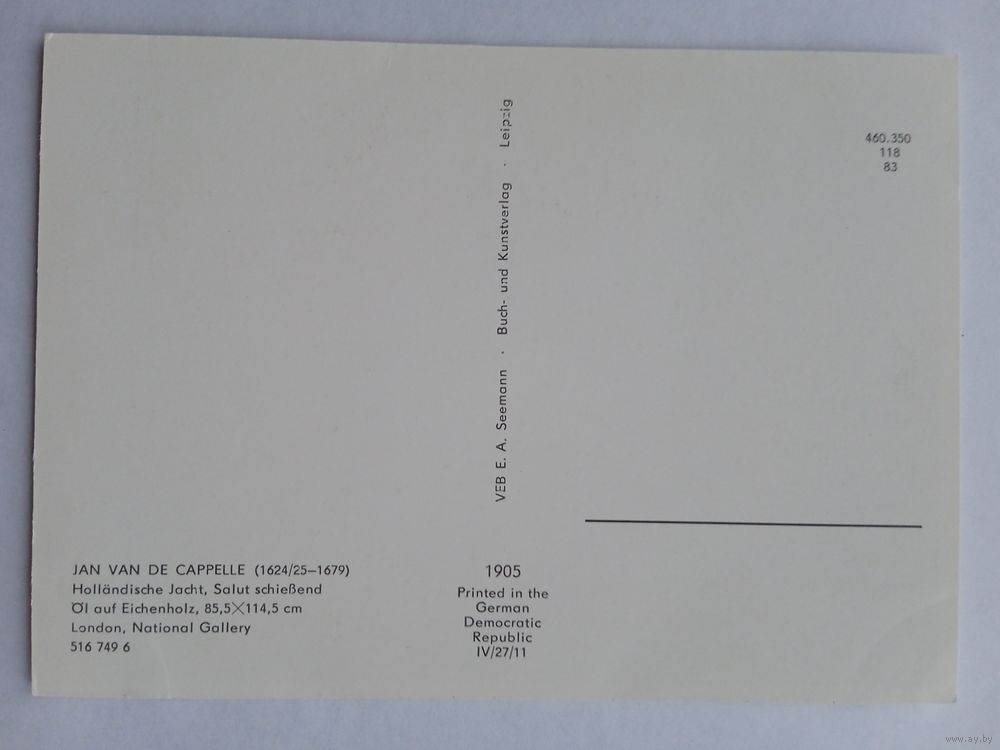 JAN VAN DE CAPPELLE (1624/25–1679)
Holländische Jacht, Salut schießend
Öl auf Eichenholz, 85,5×114,5 cm
London, National Gallery
516 749 6
VEB E. A. Seemann · Buch- und Kunstverlag · Leipzig
1905
Printed in the
German
Democratic
Republic
IV/27/11
460.350
118
83
www.ay.by